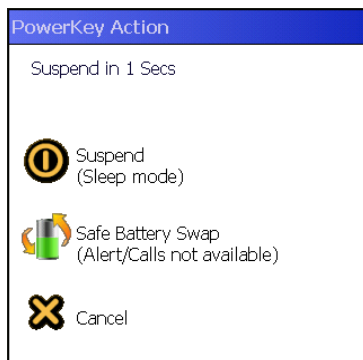 PowerKey Action
Suspend in 1 Secs
Suspend
(Sleep mode)
Safe Battery Swap
(Alert/Calls not available)
Cancel